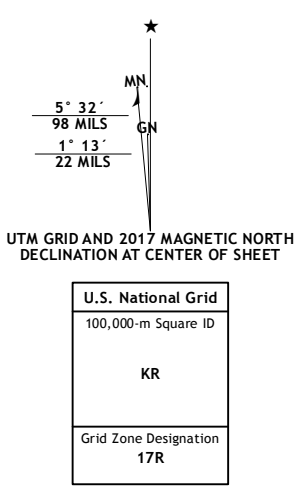 ★
MN.
5° 32´
98 MILS
GN
1° 13´
22 MILS
UTM GRID AND 2017 MAGNETIC NORTH
DECLINATION AT CENTER OF SHEET
U.S. National Grid
100,000-m Square ID
KR
Grid Zone Designation
17R